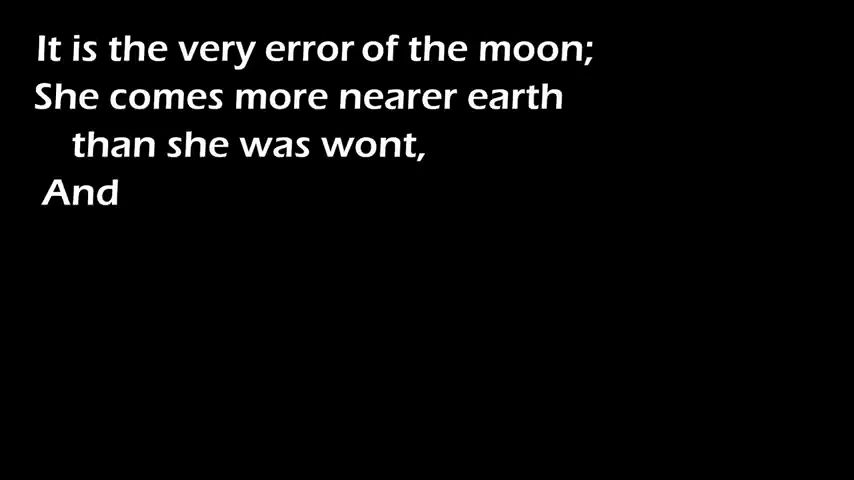 It is the very error of the moon;
She comes more nearer earth
than she was wont,
And